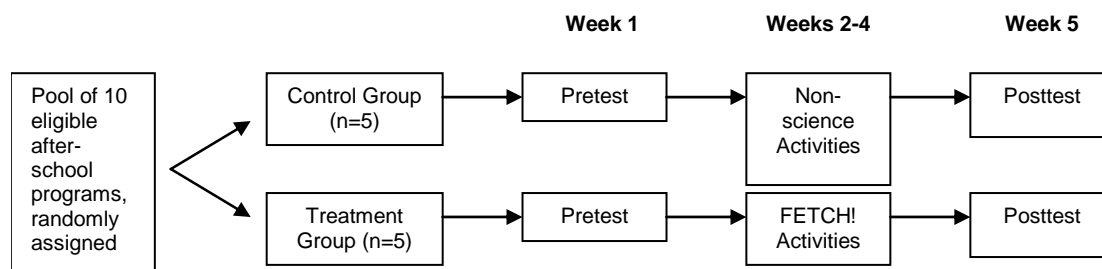 Week 1
Weeks 2-4
Week 5
Pool of 10
eligible
after-
school
programs,
randomly
assigned
Control Group
(n=5)
Pretest
Non-
science
Activities
Posttest
Treatment
Group (n=5)
Pretest
FETCH!
Activities
Posttest